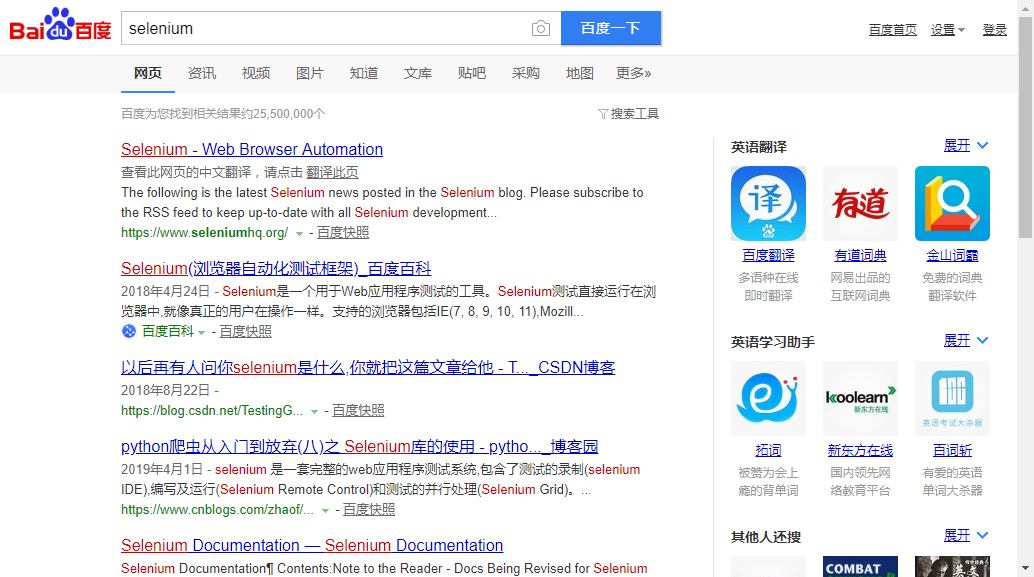 Baidu百度 selenium 百度一下 百度首页 设置 登录
网页 资讯 视频 图片 知道 文库 贴吧 采购 地图 更多»
百度为您找到相关结果约25,500,000个 搜索工具
Selenium - Web Browser Automation
查看此网页的中文翻译，请点击 翻译此页
The following is the latest Selenium news posted in the Selenium blog. Please subscribe to
the RSS feed to keep up-to-date with all Selenium development...
https://www.seleniumhq.org/ - 百度快照
Selenium(浏览器自动化测试框架)_百度百科
2018年4月24日 - Selenium是一个用于Web应用程序测试的工具。Selenium测试直接运行在浏
览器中,就像真正的用户在操作一样。支持的浏览器包括IE(7, 8, 9, 10, 11),Mozill...
百度百科 - 百度快照
以后再有人问你selenium是什么,你就把这篇文章给他 - T..._CSDN博客
2018年8月22日 -
https://blog.csdn.net/TestingG... - 百度快照
python爬虫从入门到放弃(八)之 Selenium库的使用 - pytho..._博客园
2019年4月1日 - selenium 是一套完整的web应用程序测试系统,包含了测试的录制(selenium
IDE),编写及运行(Selenium Remote Control)和测试的并行处理(Selenium Grid)。...
https://www.cnblogs.com/zhaof/... - 百度快照
Selenium Documentation — Selenium Documentation
Selenium Documentation¶ Contents:Note to the Reader - Docs Being Revised for Selenium
英语翻译 展开
译 有道
百度翻译 有道词典 金山词霸
多语种在线 网易出品的 免费的词典
即时翻译 互联网词典 翻译软件
英语学习助手 展开
koolearn
新东方在线 英语考试大杀器
拓词 新东方在线 百词斩
被赞为会上 国内领先网 有爱的英语
瘾的背单词 络教育平台 单词大杀器
其他人还搜 展开
COMBAT 英文